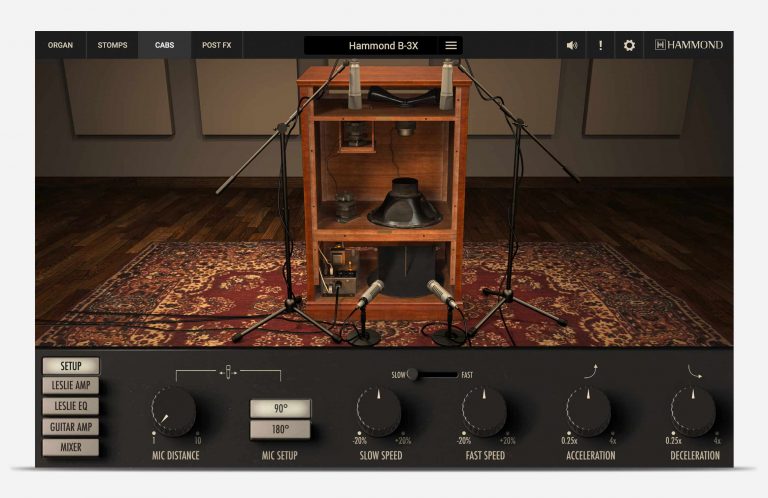 ORGAN STOMPS CABS POST FX Hammond B-3X ! HAMMOND
SETUP
LESLIE AMP
LESLIE EQ
GUITAR AMP
MIXER
1 10
MIC DISTANCE
90°
180°
MIC SETUP
SLOW FAST
-20% +20%
SLOW SPEED
-20% +20%
FAST SPEED
0.25x 4x
ACCELERATION
0.25x 4x
DECELERATION